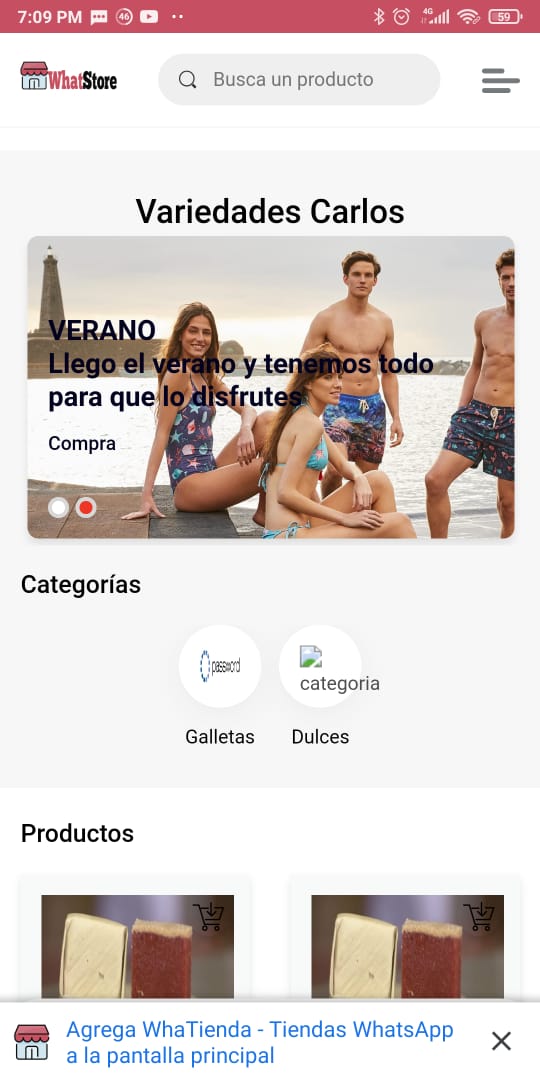 7:09 PM 46 4G 59
WhatStore
Busca un producto
Variedades Carlos
VERANO
Llego el verano y tenemos todo
para que lo disfrutes
Compra
Categorías
password
categoria
Galletas Dulces
Productos
Agrega WhaTienda - Tiendas WhatsApp
a la pantalla principal